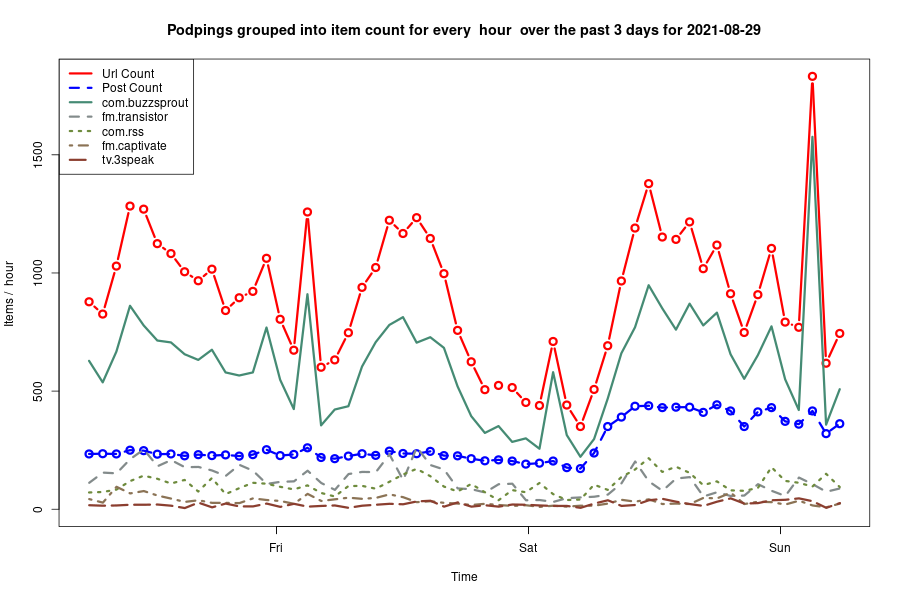 Podpings grouped into item count for every  hour  over the past 3 days for 2021-08-29
Url Count
Post Count
com.buzzsprout
fm.transistor
com.rss
fm.captivate
tv.3speak
Items /  hour
1500
1000
500
0
Fri
Sat
Sun
Time